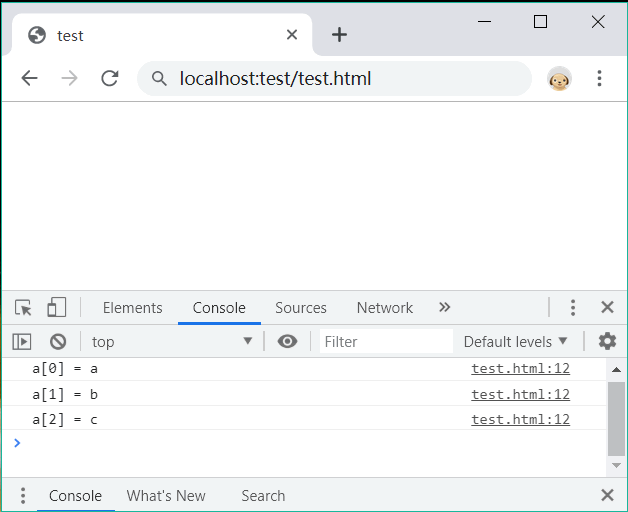 test
localhost:test/test.html
Elements Console Sources Network
top Filter Default levels
a[0] = a test.html:12
a[1] = b test.html:12
a[2] = c test.html:12
Console What's New Search